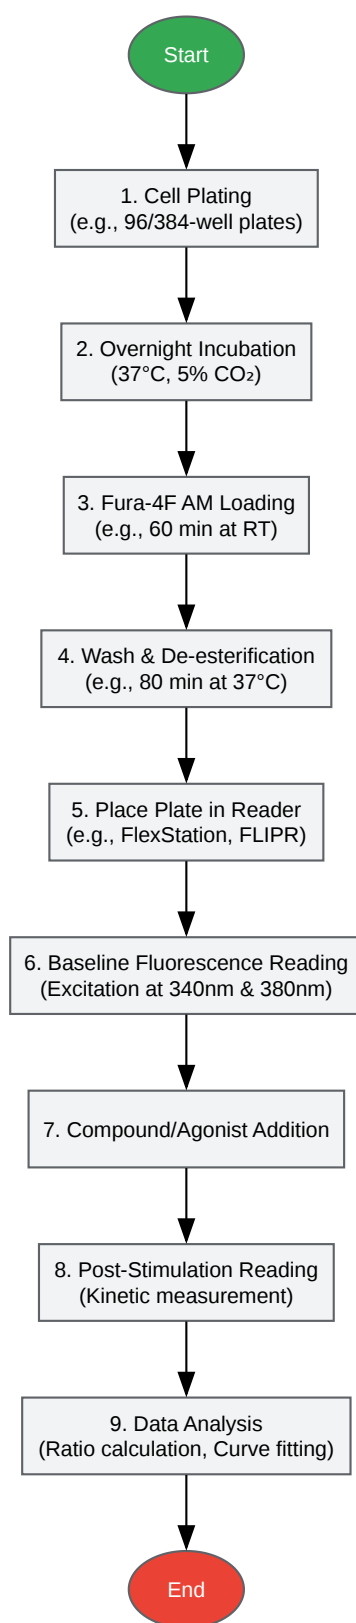 Start
1. Cell Plating
(e.g., 96/384-well plates)
2. Overnight Incubation
(37°C, 5% CO₂)
3. Fura-4F AM Loading
(e.g., 60 min at RT)
4. Wash & De-esterification
(e.g., 80 min at 37°C)
5. Place Plate in Reader
(e.g., FlexStation, FLIPR)
6. Baseline Fluorescence Reading
(Excitation at 340nm & 380nm)
7. Compound/Agonist Addition
8. Post-Stimulation Reading
(Kinetic measurement)
9. Data Analysis
(Ratio calculation, Curve fitting)
End